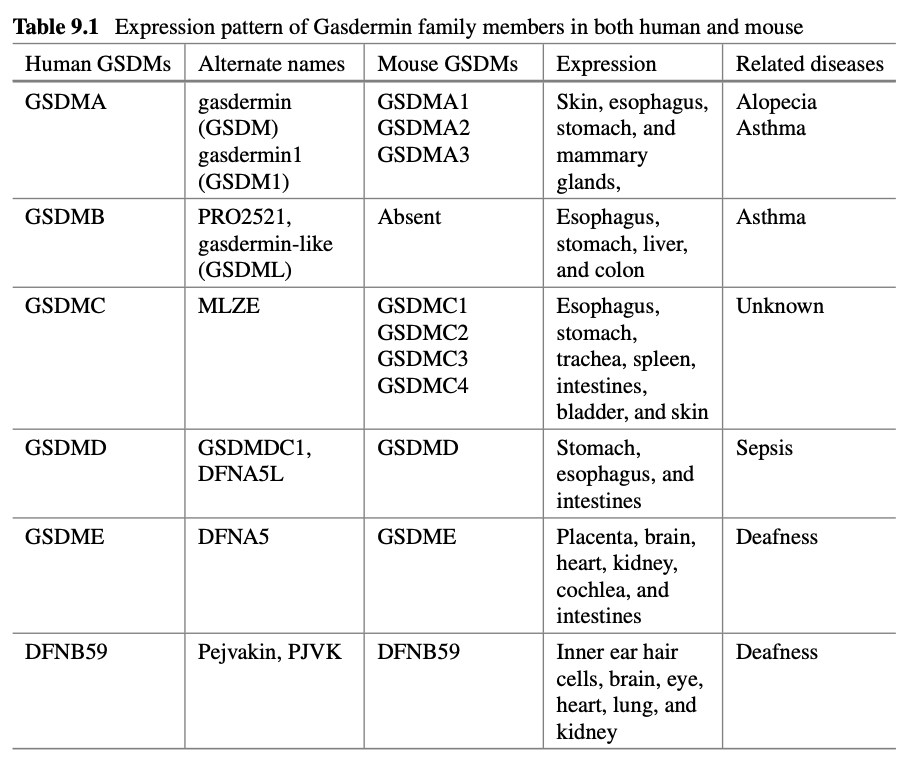 Table 9.1 Expression pattern of Gasdermin family members in both human and mouse
Human GSDMs Alternate names Mouse GSDMs Expression Related diseases
GSDMA gasdermin GSDMA1 Skin, esophagus, Alopecia
(GSDM) GSDMA2 stomach, and Asthma
gasdermin1 GSDMA3 mammary
(GSDM1) glands,
GSDMB PRO2521, Absent Esophagus, Asthma
gasdermin-like stomach, liver,
(GSDML) and colon
GSDMC MLZE GSDMC1 Esophagus, Unknown
GSDMC2 stomach,
GSDMC3 trachea, spleen,
GSDMC4 intestines,
bladder, and skin
GSDMD GSDMDC1, GSDMD Stomach, Sepsis
DFNA5L esophagus, and
intestines
GSDME DFNA5 GSDME Placenta, brain, Deafness
heart, kidney,
cochlea, and
intestines
DFNB59 Pejvakin, PJVK DFNB59 Inner ear hair Deafness
cells, brain, eye,
heart, lung, and
kidney